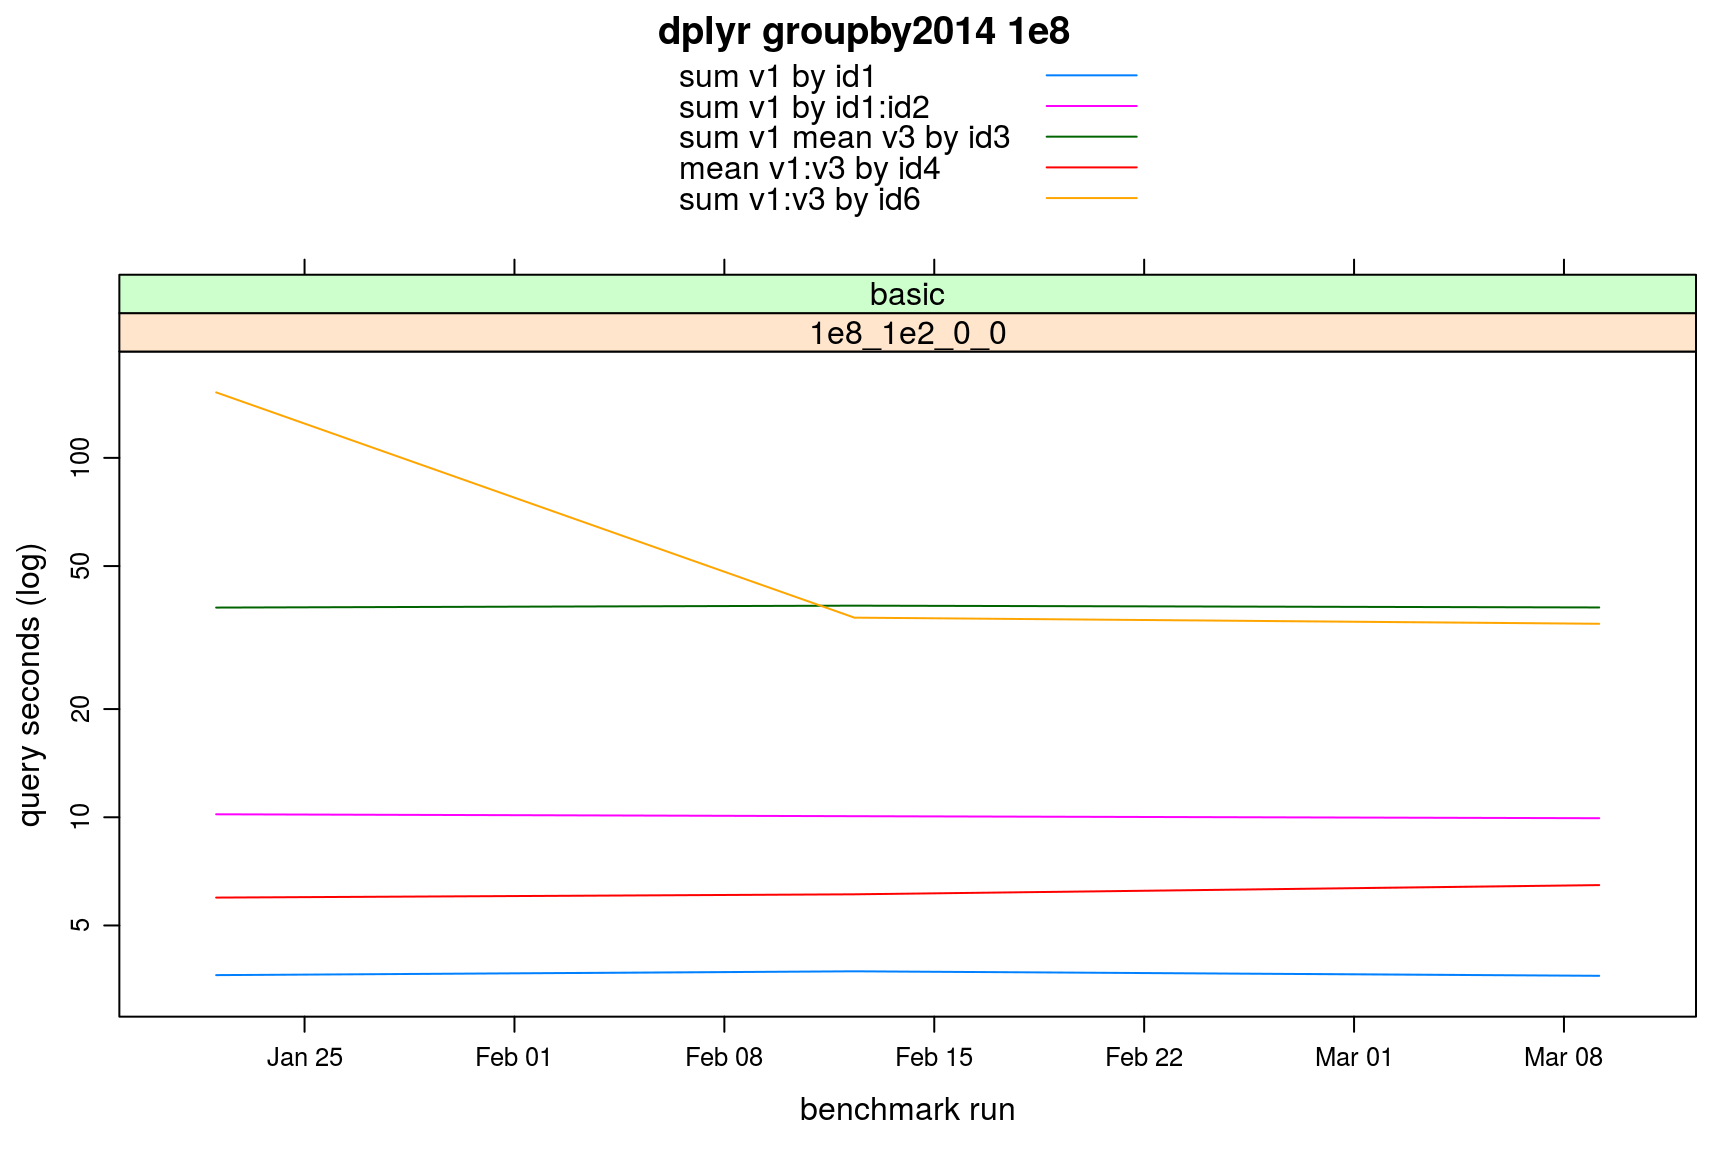 dplyr groupby2014 1e8
sum v1 by id1
sum v1 by id1:id2
sum v1 mean v3 by id3
mean v1:v3 by id4
sum v1:v3 by id6
basic
1e8_1e2_0_0
query seconds (log)
100
50
20
10
5
Jan 25 Feb 01 Feb 08 Feb 15 Feb 22 Mar 01 Mar 08
benchmark run